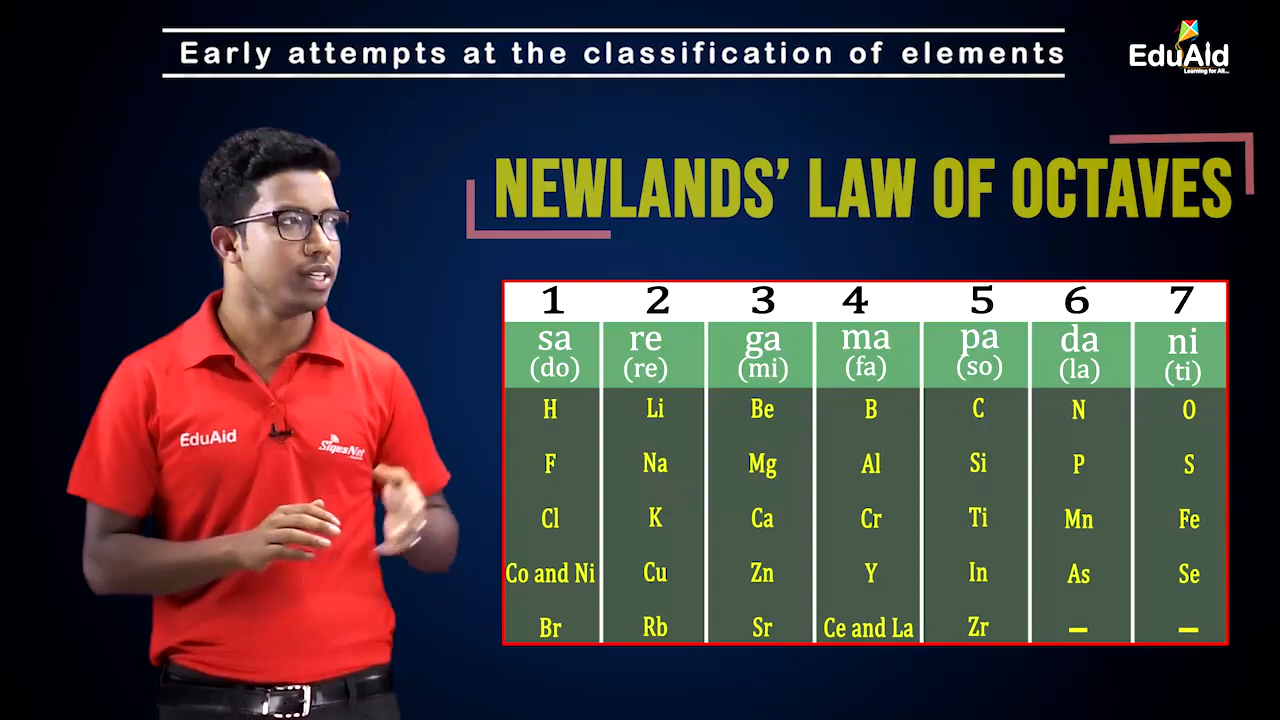 Early attempts at the classification of elements
EduAid
Learning for All...
NEWLANDS’ LAW OF OCTAVES
1 2 3 4 5 6 7
sa re ga ma pa da ni
(do) (re) (mi) (fa) (so) (la) (ti)
H Li Be B C N O
F Na Mg Al Si P S
Cl K Ca Cr Ti Mn Fe
Co and Ni Cu Zn Y In As Se
Br Rb Sr Ce and La Zr – –
EduAid